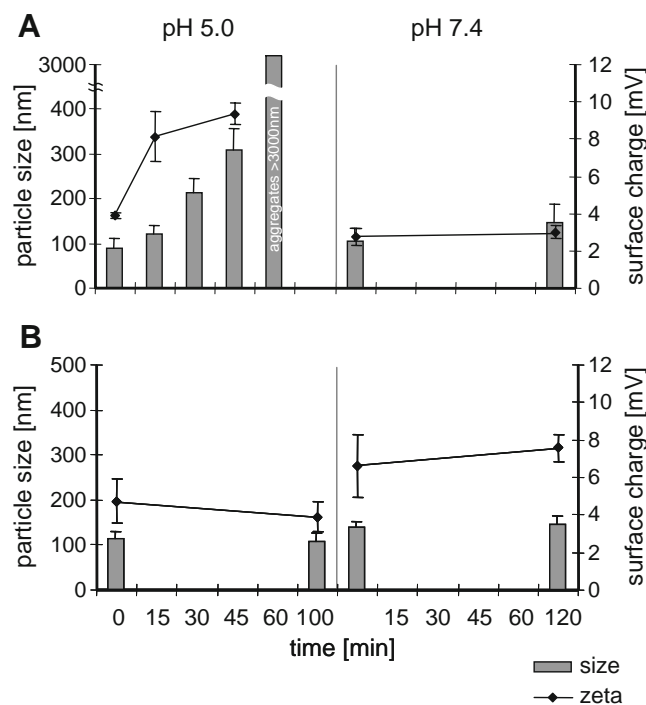 A
pH 5.0
pH 7.4
particle size [nm]
3000
400
300
200
100
0
aggregates >3000nm
12
10
8
6
4
2
0
surface charge [mV]
B
particle size [nm]
500
400
300
200
100
0
12
10
8
6
4
2
0
surface charge [mV]
0 15 30 45 60 100 15 30 45 60 120
time [min]
size
zeta